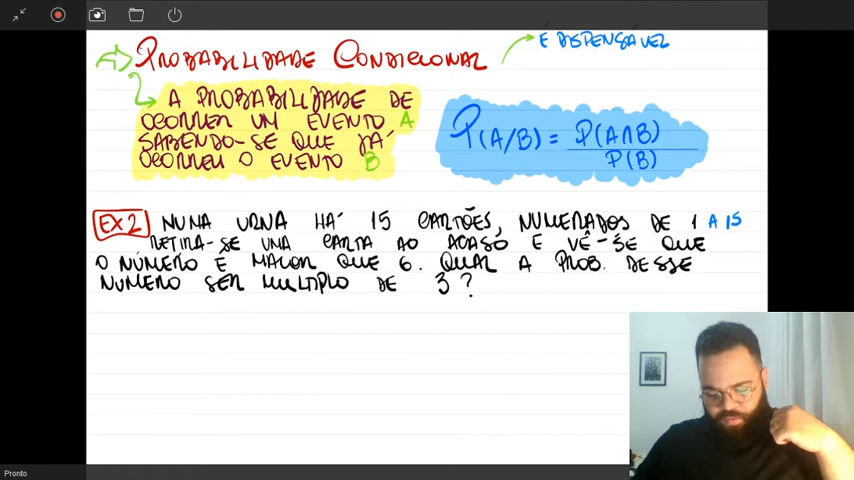 É DISPENSÁVEL
PROBABILIDADE CONDICIONAL
A PROBABILIDADE DE
OCORRER UM EVENTO A
SABENDO-SE QUE JÁ
OCORREU O EVENTO B
P(A/B) = P(A∩B)
P(B)
EX2 NUMA URNA HÁ 15 CARTÕES, NUMERADOS DE 1 A 15
RETIRA-SE UMA CARTA AO ACASO E VÊ-SE QUE
O NÚMERO É MAIOR QUE 6. QUAL A PROB. DESSE
NUMERO SER MULTIPLO DE 3?
Pronto